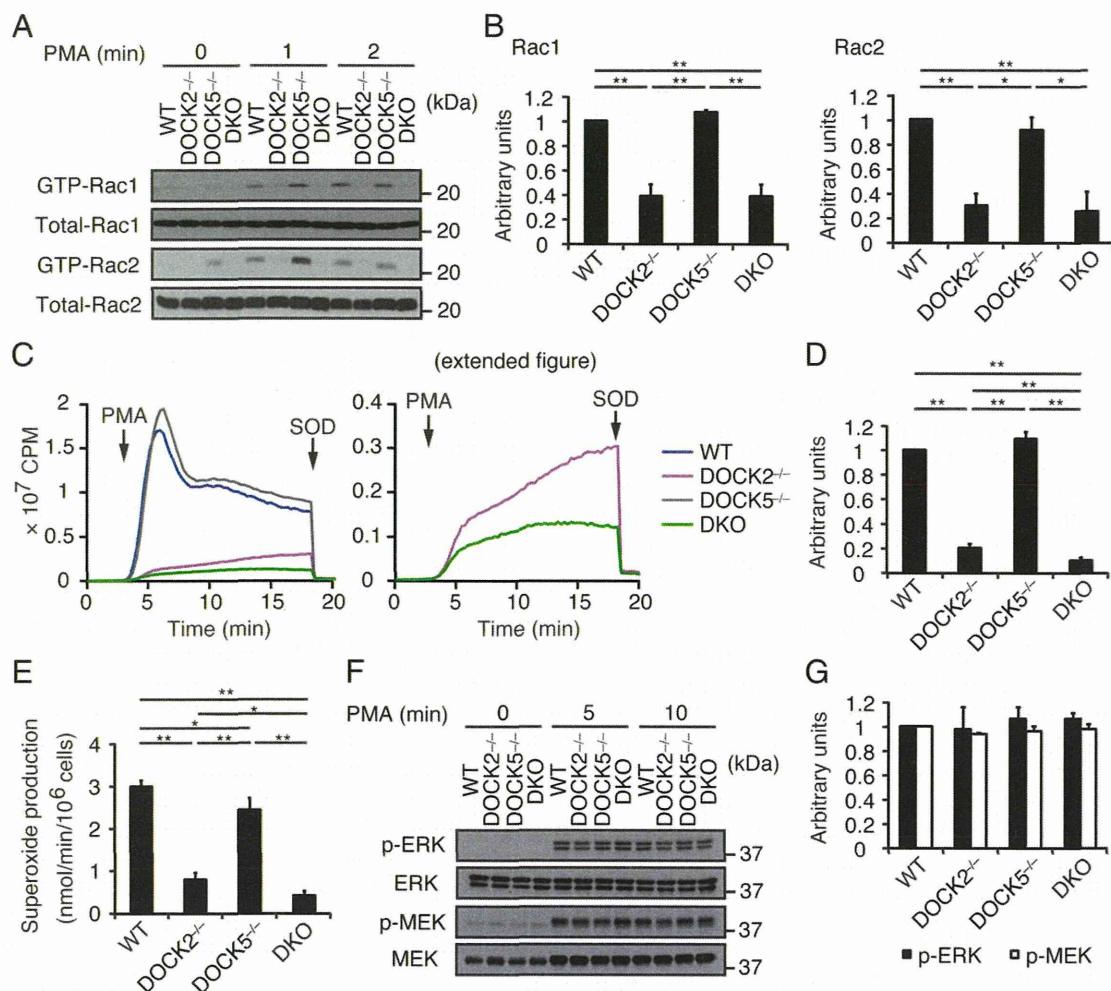 A
PMA (min) 0 1 2
WT DOCK2⁻/⁻ DOCK5⁻/⁻ DKO WT DOCK2⁻/⁻ DOCK5⁻/⁻ DKO WT DOCK2⁻/⁻ DOCK5⁻/⁻ DKO (kDa)
GTP-Rac1 20
Total-Rac1 20
GTP-Rac2 20
Total-Rac2 20
B
Rac1
**
** ** **
Arbitrary units
1.2
1
0.8
0.6
0.4
0.2
0
WT DOCK2⁻/⁻ DOCK5⁻/⁻ DKO
Rac2
**
** * *
Arbitrary units
1.2
1
0.8
0.6
0.4
0.2
0
WT DOCK2⁻/⁻ DOCK5⁻/⁻ DKO
C
× 10⁷ CPM
2
1.5
1
0.5
0
PMA
SOD
0 5 10 15 20
Time (min)
(extended figure)
0.4
0.3
0.2
0.1
0
PMA
SOD
0 5 10 15 20
Time (min)
WT
DOCK2⁻/⁻
DOCK5⁻/⁻
DKO
D
**
**
** ** **
Arbitrary units
1.2
1
0.8
0.6
0.4
0.2
0
WT DOCK2⁻/⁻ DOCK5⁻/⁻ DKO
E
**
*
*
** ** **
Superoxide production
(nmol/min/10⁶ cells)
4
3
2
1
0
WT DOCK2⁻/⁻ DOCK5⁻/⁻ DKO
F
PMA (min) 0 5 10
WT DOCK2⁻/⁻ DOCK5⁻/⁻ DKO WT DOCK2⁻/⁻ DOCK5⁻/⁻ DKO WT DOCK2⁻/⁻ DOCK5⁻/⁻ DKO (kDa)
p-ERK 37
ERK 37
p-MEK 37
MEK 37
G
Arbitrary units
1.2
1
0.8
0.6
0.4
0.2
0
WT DOCK2⁻/⁻ DOCK5⁻/⁻ DKO
p-ERK p-MEK